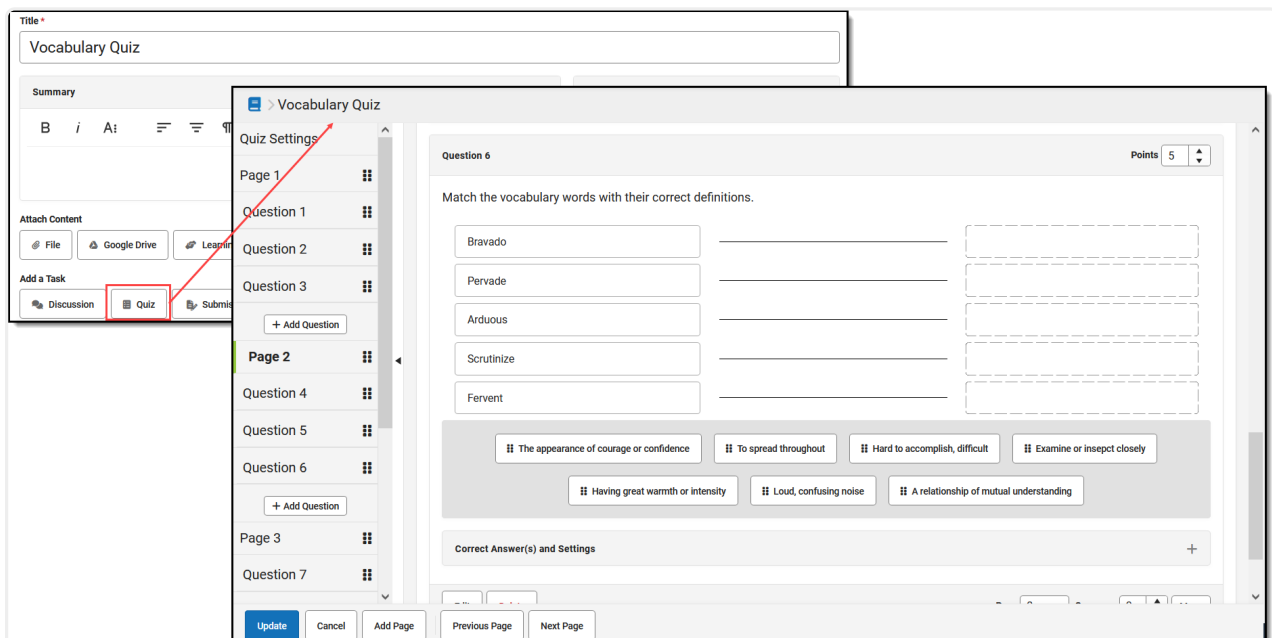 Title *
Vocabulary Quiz
Summary
B i A
Attach Content
File Google Drive
Add a Task
Discussion Quiz
Vocabulary Quiz
Quiz Settings
Page 1
Question 1
Question 2
Question 3
+ Add Question
Page 2
Question 4
Question 5
Question 6
+ Add Question
Page 3
Question 7
Question 6 Points 5
Match the vocabulary words with their correct definitions.
Bravado
Pervade
Arduous
Scrutinize
Fervent
The appearance of courage or confidence To spread throughout Hard to accomplish, difficult Examine or insepct closely
Having great warmth or intensity Loud, confusing noise A relationship of mutual understanding
Correct Answer(s) and Settings +
Update Cancel Add Page Previous Page Next Page